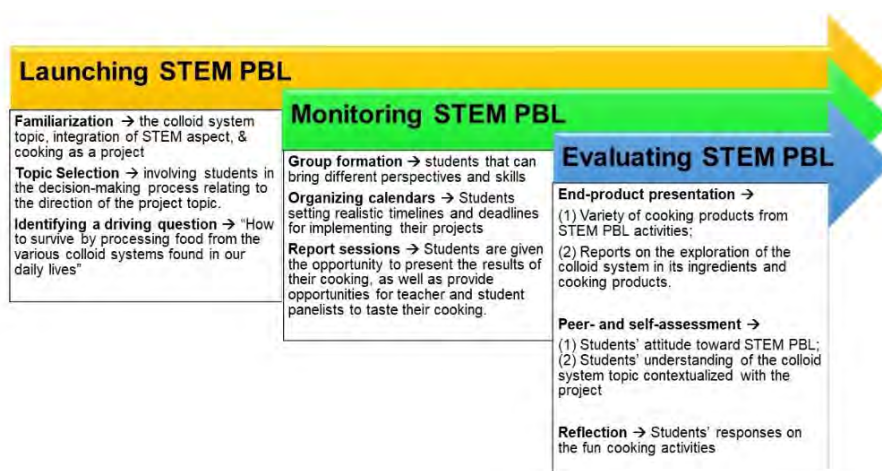 Launching STEM PBL
Familiarization → the colloid system
topic, integration of STEM aspect, &
cooking as a project
Topic Selection → involving students in
the decision-making process relating to
the direction of the project topic.
Identifying a driving question → “How
to survive by processing food from the
various colloid systems found in our
daily lives”
Monitoring STEM PBL
Group formation → students that can
bring different perspectives and skills
Organizing calendars → Students
setting realistic timelines and deadlines
for implementing their projects
Report sessions → Students are given
the opportunity to present the results of
their cooking, as well as provide
opportunities for teacher and student
panelists to taste their cooking.
Evaluating STEM PBL
End-product presentation →
(1) Variety of cooking products from
STEM PBL activities;
(2) Reports on the exploration of the
colloid system in its ingredients and
cooking products.
Peer- and self-assessment →
(1) Students’ attitude toward STEM PBL;
(2) Students’ understanding of the colloid
system topic contextualized with the
project
Reflection → Students’ responses on
the fun cooking activities